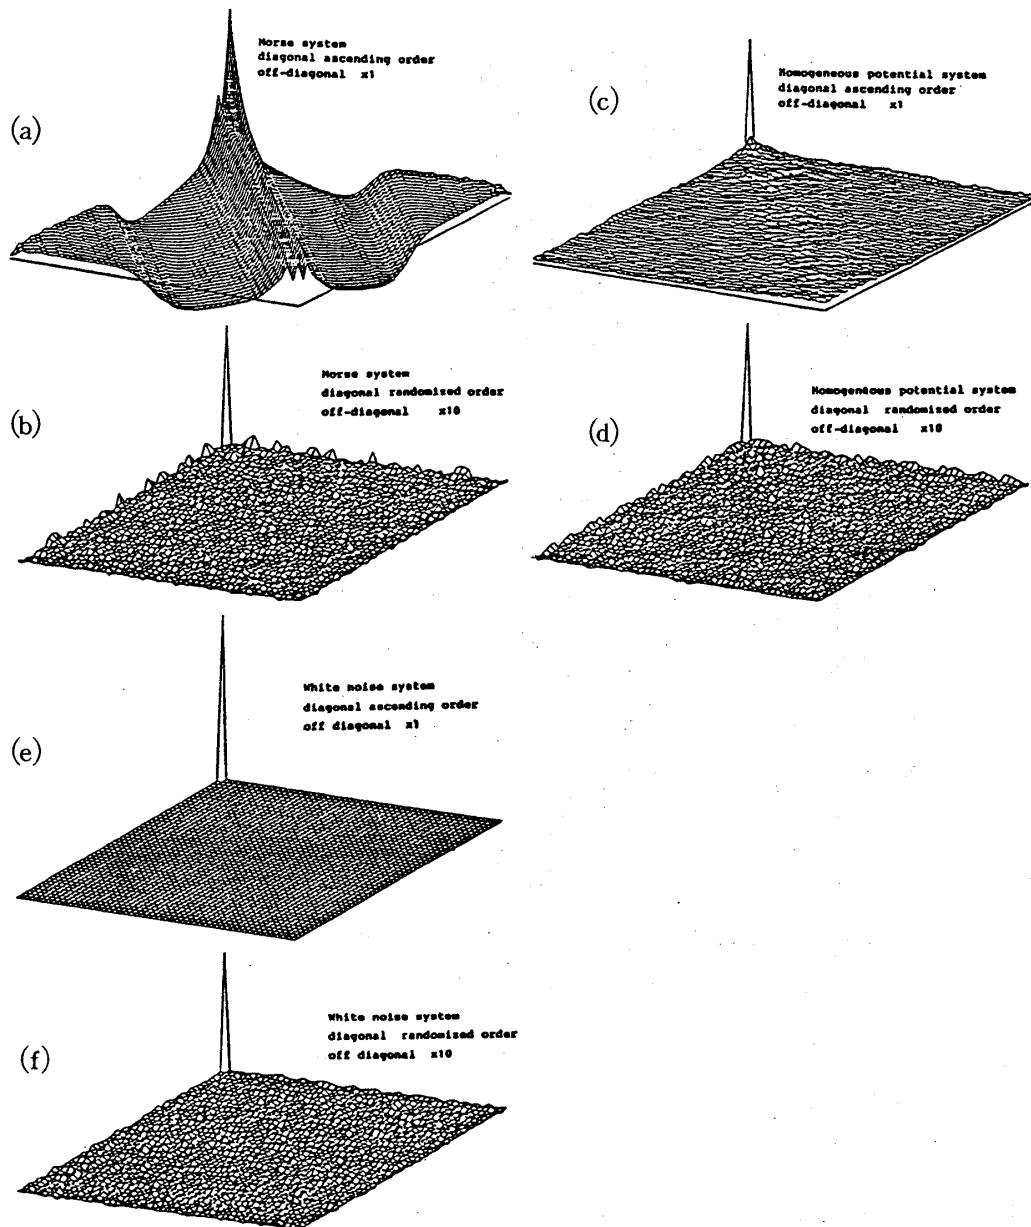 (a)
Morse system
diagonal ascending order
off-diagonal x1
(c)
Homogeneous potential system
diagonal ascending order
off-diagonal x1
(b)
Morse system
diagonal randomized order
off-diagonal x10
(d)
Homogeneous potential system
diagonal randomized order
off-diagonal x10
(e)
White noise system
diagonal ascending order
off diagonal x1
(f)
White noise system
diagonal randomized order
off diagonal x10